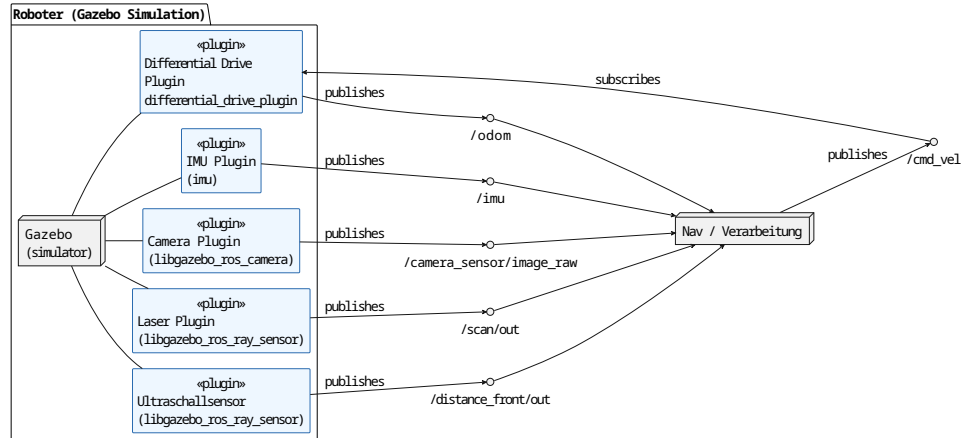 Roboter (Gazebo Simulation)
«plugin»
Differential Drive
Plugin
differential_drive_plugin
«plugin»
IMU Plugin
(imu)
«plugin»
Camera Plugin
(libgazebo_ros_camera)
«plugin»
Laser Plugin
(libgazebo_ros_ray_sensor)
«plugin»
Ultraschallsensor
(libgazebo_ros_ray_sensor)
Gazebo
(simulator)
publishes
/odom
publishes
/imu
publishes
/camera_sensor/image_raw
publishes
/scan/out
publishes
/distance_front/out
Nav / Verarbeitung
subscribes
publishes
/cmd_vel